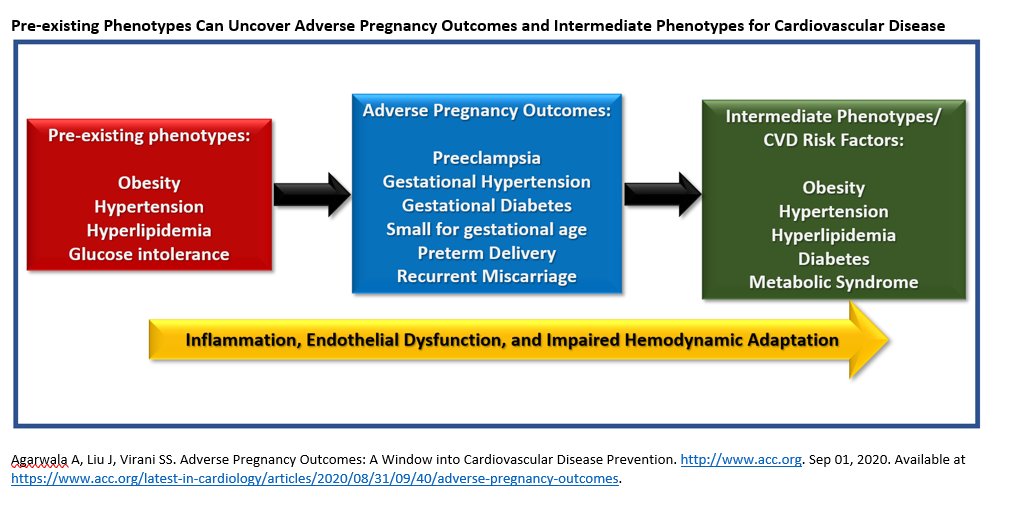 Pre-existing Phenotypes Can Uncover Adverse Pregnancy Outcomes and Intermediate Phenotypes for Cardiovascular Disease
Pre-existing phenotypes:
Obesity
Hypertension
Hyperlipidemia
Glucose intolerance
Adverse Pregnancy Outcomes:
Preeclampsia
Gestational Hypertension
Gestational Diabetes
Small for gestational age
Preterm Delivery
Recurrent Miscarriage
Intermediate Phenotypes/
CVD Risk Factors:
Obesity
Hypertension
Hyperlipidemia
Diabetes
Metabolic Syndrome
Inflammation, Endothelial Dysfunction, and Impaired Hemodynamic Adaptation
Agarwala A, Liu J, Virani SS. Adverse Pregnancy Outcomes: A Window into Cardiovascular Disease Prevention. http://www.acc.org. Sep 01, 2020. Available at
https://www.acc.org/latest-in-cardiology/articles/2020/08/31/09/40/adverse-pregnancy-outcomes.